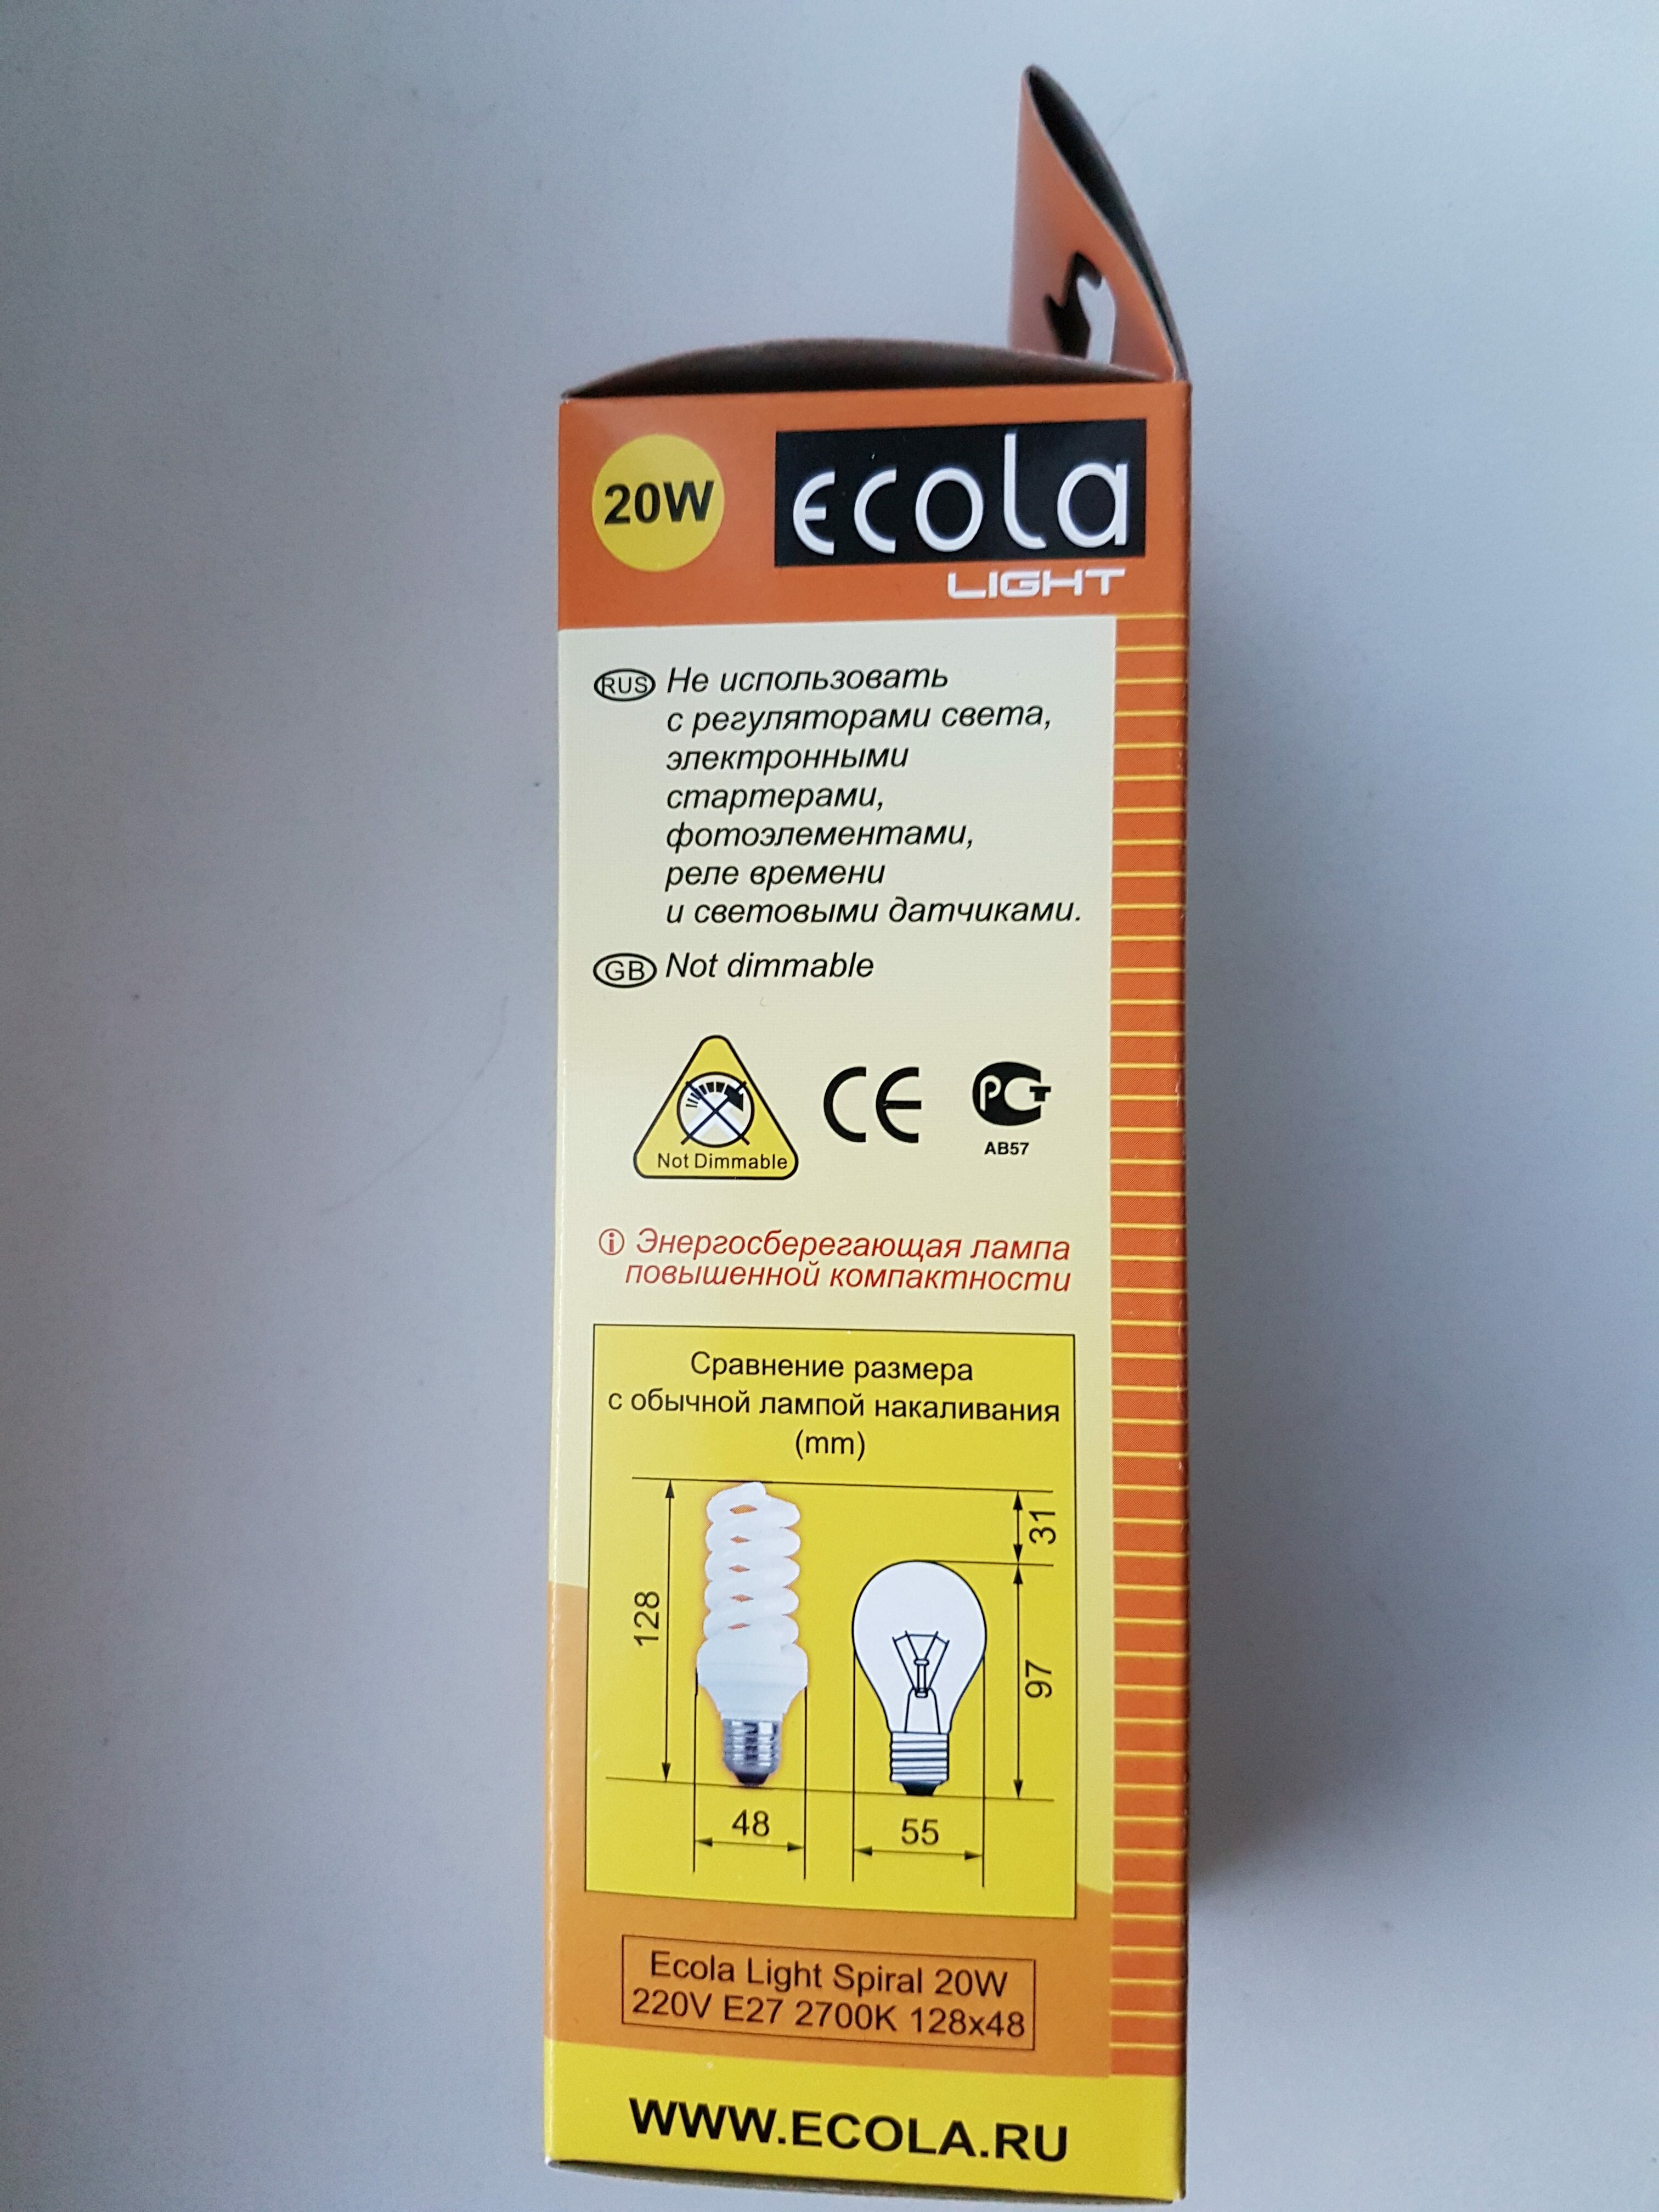 20W
ecola
LIGHT
RUS Не использовать
с регуляторами света,
электронными
стартерами,
фотоэлементами,
реле времени
и световыми датчиками.
GB Not dimmable
Not Dimmable
CE
РСТ
АВ57
i Энергосберегающая лампа
повышенной компактности
Сравнение размера
с обычной лампой накаливания
(mm)
31
128
97
48
55
Ecola Light Spiral 20W
220V E27 2700K 128x48
WWW.ECOLA.RU